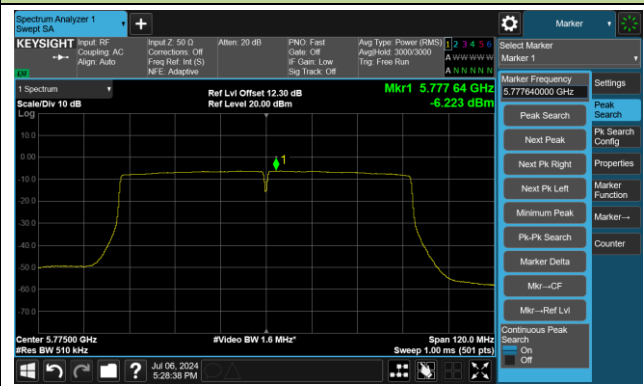 Spectrum Analyzer 1
Swept SA
Marker
KEYSIGHT
Input: RF
Coupling: AC
Align: Auto
Input Z: 50 Ω
Corrections: Off
Freq Ref: Int (S)
NFE: Adaptive
Atten: 20 dB
PNO: Fast
Gate: Off
IF Gain: Low
Sig Track: Off
Avg Type: Power (RMS)
Avg|Hold: 3000/3000
Trig: Free Run
1 2 3 4 5 6
A W W W W W
A N N N N N
Select Marker
Marker 1
1 Spectrum
Scale/Div 10 dB
Log
Ref Lvl Offset 12.30 dB
Ref Level 20.00 dBm
Mkr1 5.777 64 GHz
-6.223 dBm
10.0
0.00
-10.0
-20.0
-30.0
-40.0
-50.0
-60.0
-70.0
1
Center 5.77500 GHz
#Res BW 510 kHz
#Video BW 1.6 MHz*
Span 120.0 MHz
Sweep 1.00 ms (501 pts)
Marker Frequency
5.777640000 GHz
Peak Search
Next Peak
Next Pk Right
Next Pk Left
Minimum Peak
Pk-Pk Search
Marker Delta
Mkr→CF
Mkr→Ref Lvl
Continuous Peak
Search
On
Off
Settings
Peak
Search
Pk Search
Config
Properties
Marker
Function
Marker→
Counter
?
Jul 06, 2024
5:28:38 PM